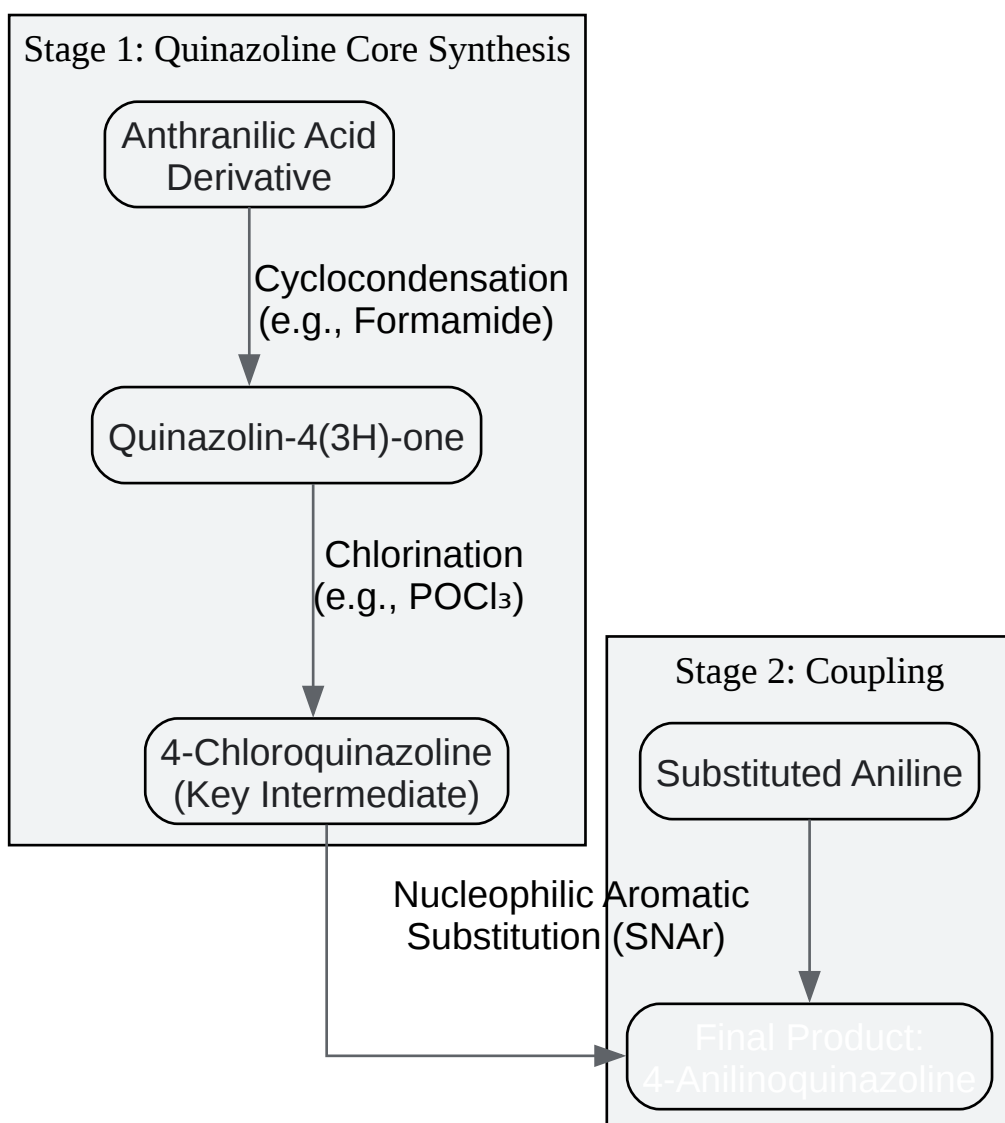 Stage 1: Quinazoline Core Synthesis
Anthranilic Acid
Derivative
Cyclocondensation
(e.g., Formamide)
Quinazolin-4(3H)-one
Chlorination
(e.g., POCl₃)
4-Chloroquinazoline
(Key Intermediate)
Stage 2: Coupling
Substituted Aniline
Nucleophilic Aromatic
Substitution (SNAr)
Final Product:
4-Anilinoquinazoline